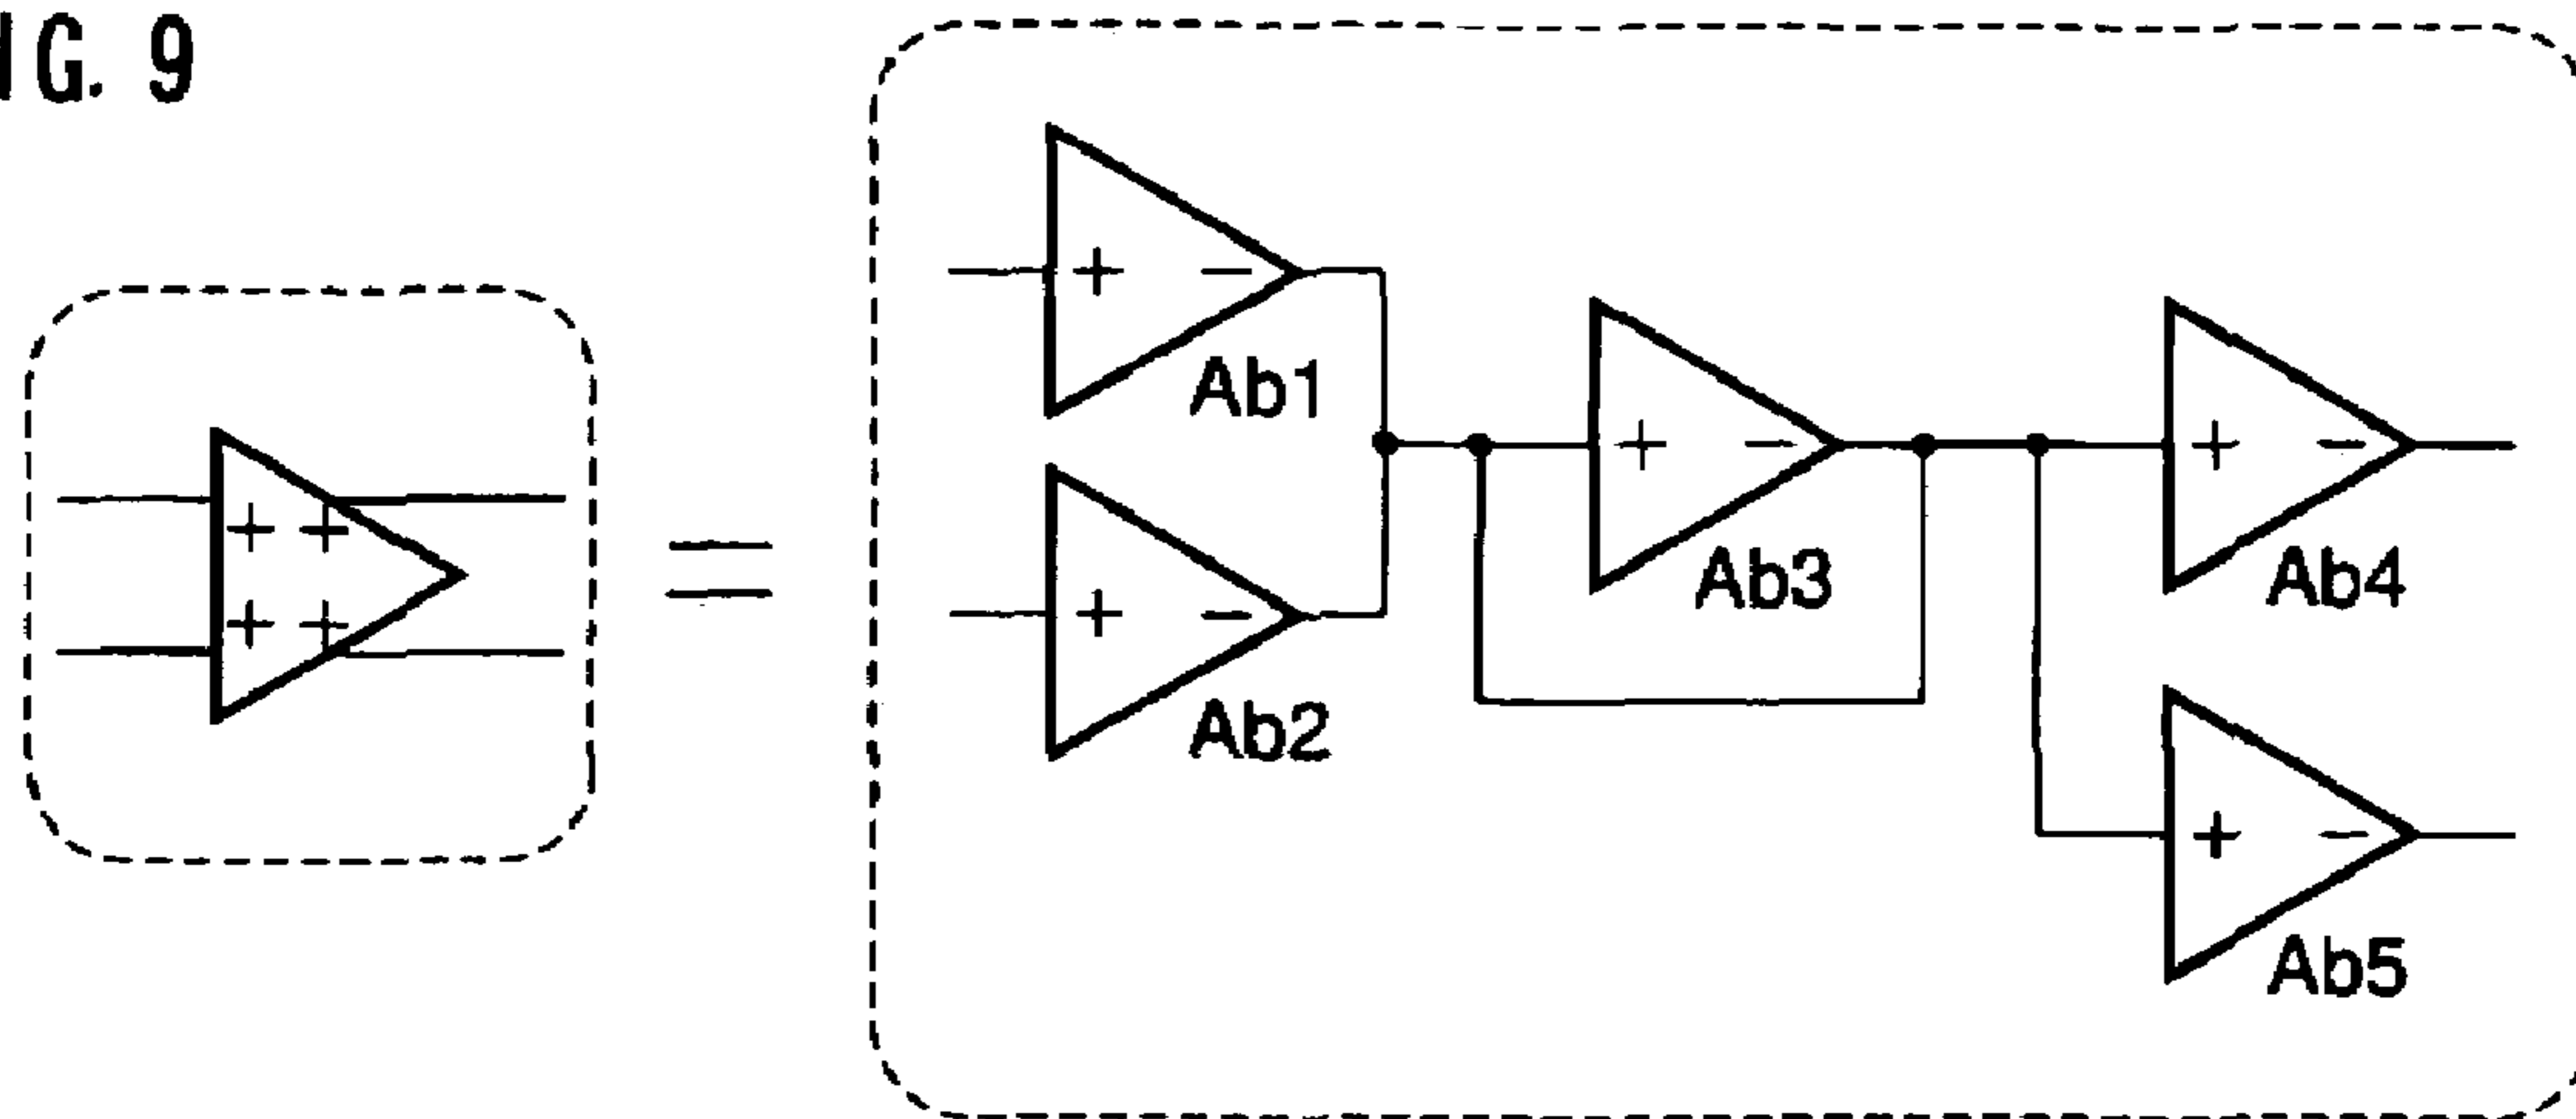 IG. 9
+ -
Ab1
+ -
Ab2
+ -
Ab3
+ -
Ab4
+ -
Ab5
+ +
+ +
=